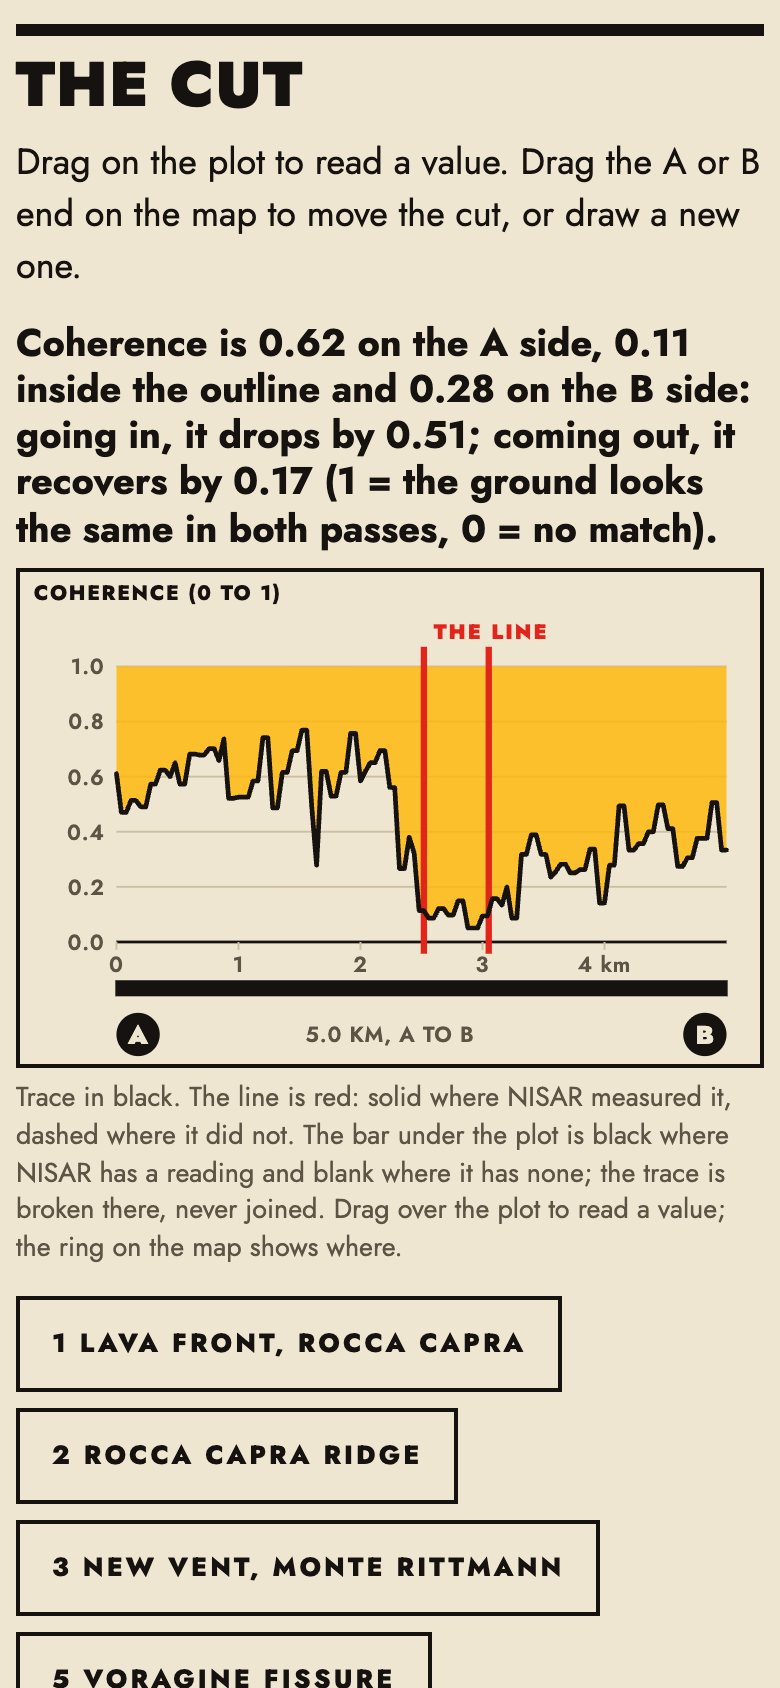 THE CUT
Drag on the plot to read a value. Drag the A or B
end on the map to move the cut, or draw a new
one.
Coherence is 0.62 on the A side, 0.11
inside the outline and 0.28 on the B side:
going in, it drops by 0.51; coming out, it
recovers by 0.17 (1 = the ground looks
the same in both passes, 0 = no match).
COHERENCE (0 TO 1)
THE LINE
1.0
0.8
0.6
0.4
0.2
0.0
0 1 2 3 4 km
A 5.0 KM, A TO B B
Trace in black. The line is red: solid where NISAR measured it,
dashed where it did not. The bar under the plot is black where
NISAR has a reading and blank where it has none; the trace is
broken there, never joined. Drag over the plot to read a value;
the ring on the map shows where.
1 LAVA FRONT, ROCCA CAPRA
2 ROCCA CAPRA RIDGE
3 NEW VENT, MONTE RITTMANN
5 VORAGINE FISSURE